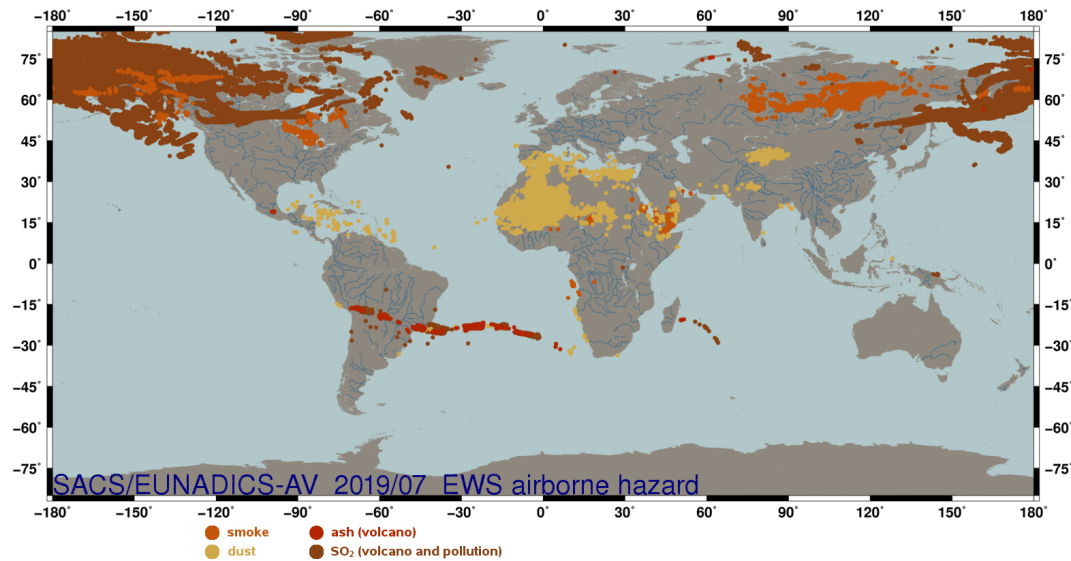 −180° −150° −120° −90° −60° −30° 0° 30° 60° 90° 120° 150° 180°
75° 75°
60° 60°
45° 45°
30° 30°
15° 15°
0° 0°
−15° −15°
−30° −30°
−45° −45°
−60° −60°
−75° −75°
SACS/EUNADICS-AV 2019/07 EWS airborne hazard
−180° −150° −120° −90° −60° −30° 0° 30° 60° 90° 120° 150° 180°
smoke ash (volcano)
dust SO₂ (volcano and pollution)